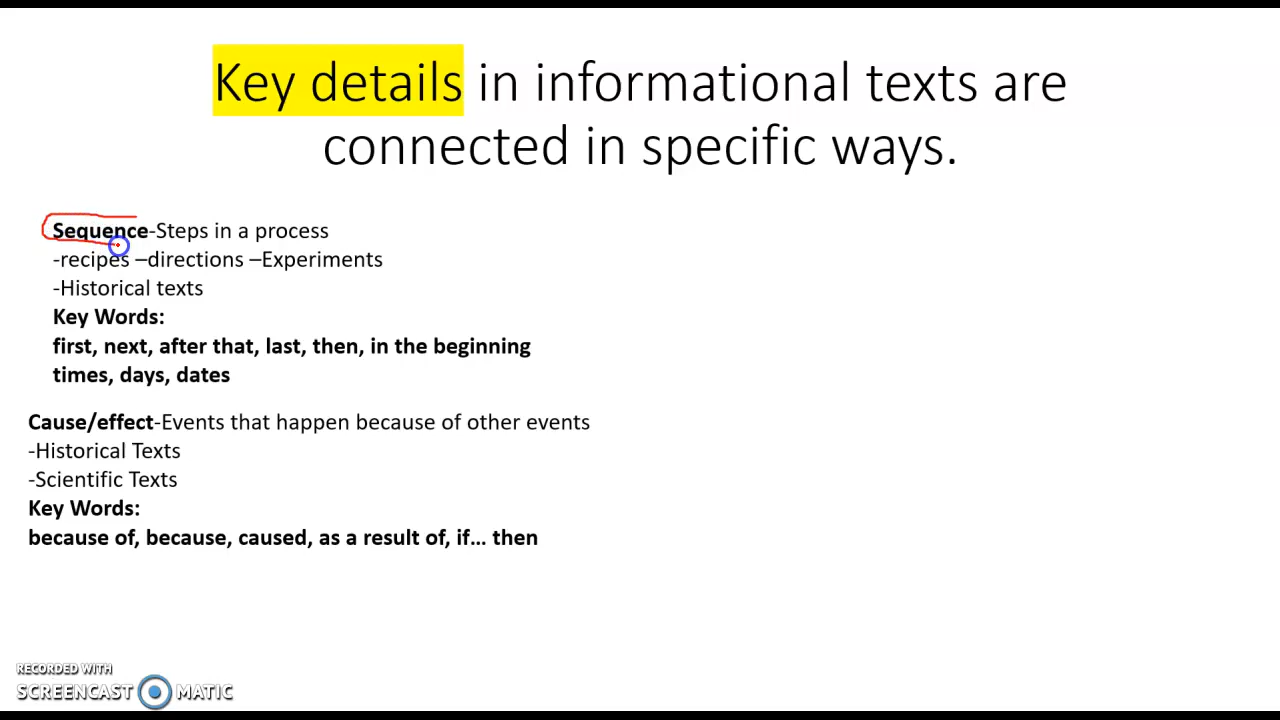 Key details in informational texts are
connected in specific ways.
Sequence-Steps in a process
-recipes –directions –Experiments
-Historical texts
Key Words:
first, next, after that, last, then, in the beginning
times, days, dates
Cause/effect-Events that happen because of other events
-Historical Texts
-Scientific Texts
Key Words:
because of, because, caused, as a result of, if... then
RECORDED WITH
SCREENCAST MATIC